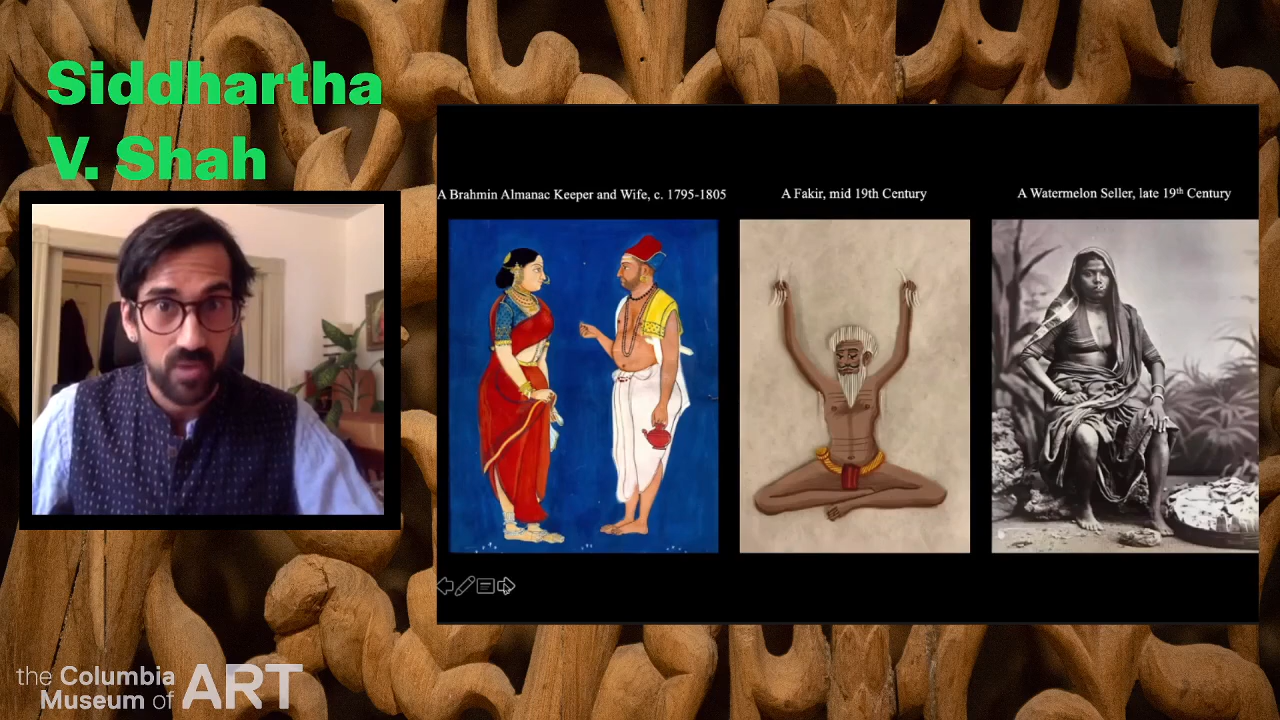 Siddhartha
V. Shah
A Brahmin Almanac Keeper and Wife, c. 1795-1805
A Fakir, mid 19th Century
A Watermelon Seller, late 19th Century
the Columbia
Museum of ART